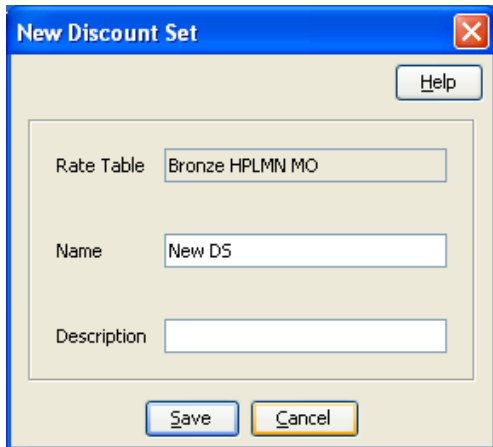 New Discount Set
Help
Rate Table Bronze HPLMN MO
Name New DS
Description
Save Cancel